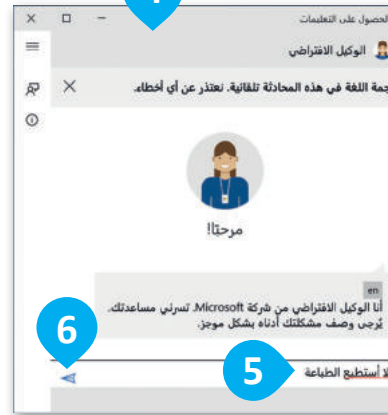 الحصول على التعليمات
الوكيل الافتراضي
جمة اللغة في هذه المحادثة تلقائية. نعتذر عن أي أخطاء.
مرحبًا!
en
أنا الوكيل الافتراضي من شركة Microsoft. تسرني مساعدتك.
يُرجى وصف مشكلتك أدناه بشكل موجز.
6
لا أستطيع الطباعة
5